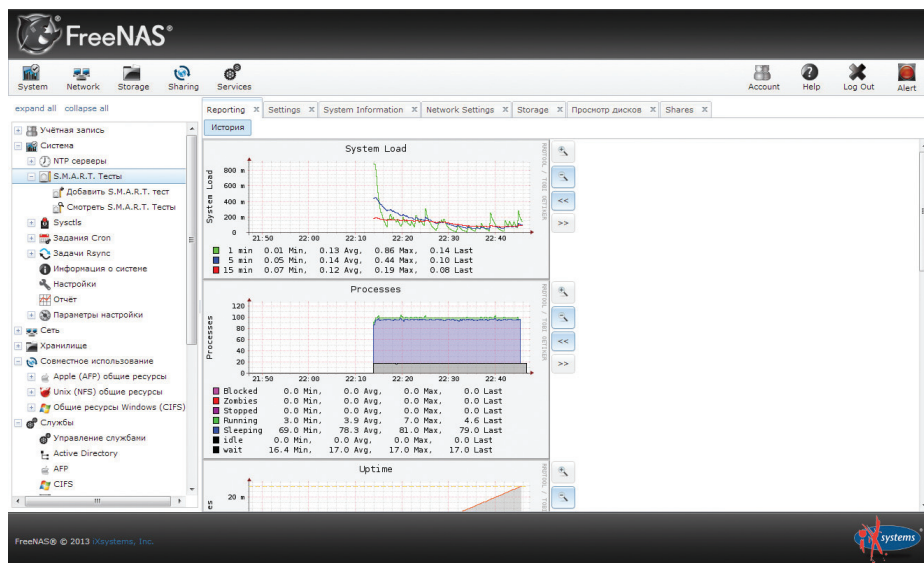 FreeNAS®
System Network Storage Sharing Services Account Help Log Out Alert
expand all collapse all
Учётная запись
Система
NTP серверы
S.M.A.R.T. Тесты
Добавить S.M.A.R.T. тест
Смотреть S.M.A.R.T. Тесты
Sysctls
Задания Cron
Задачи Rsync
Информация о системе
Настройки
Отчёт
Параметры настройки
Сеть
Хранилище
Совместное использование
Apple (AFP) общие ресурсы
Unix (NFS) общие ресурсы
Общие ресурсы Windows (CIFS)
Службы
Управление службами
Active Directory
AFP
CIFS
Reporting Settings System Information Network Settings Storage Просмотр дисков Shares
История
System Load
System Load
800 m
600 m
400 m
200 m
0
21:50 22:00 22:10 22:20 22:30 22:40
1 min 0.01 Min, 0.13 Avg, 0.86 Max, 0.14 Last
5 min 0.05 Min, 0.14 Avg, 0.44 Max, 0.10 Last
15 min 0.07 Min, 0.12 Avg, 0.19 Max, 0.08 Last
RRDTOOL / TOBI OETIKER
<<
>>
Processes
Processes
120
100
80
60
40
20
0
21:50 22:00 22:10 22:20 22:30 22:40
Blocked 0.0 Min, 0.0 Avg, 0.0 Max, 0.0 Last
Zombies 0.0 Min, 0.0 Avg, 0.0 Max, 0.0 Last
Stopped 0.0 Min, 0.0 Avg, 0.0 Max, 0.0 Last
Running 3.0 Min, 3.9 Avg, 7.0 Max, 4.6 Last
Sleeping 69.0 Min, 78.3 Avg, 81.0 Max, 79.0 Last
idle 0.0 Min, 0.0 Avg, 0.0 Max, 0.0 Last
wait 16.4 Min, 17.0 Avg, 17.0 Max, 17.0 Last
RRDTOOL / TOBI OETIKER
<<
>>
Uptime
20 m
FreeNAS® © 2013 iXsystems, Inc.
iX systems